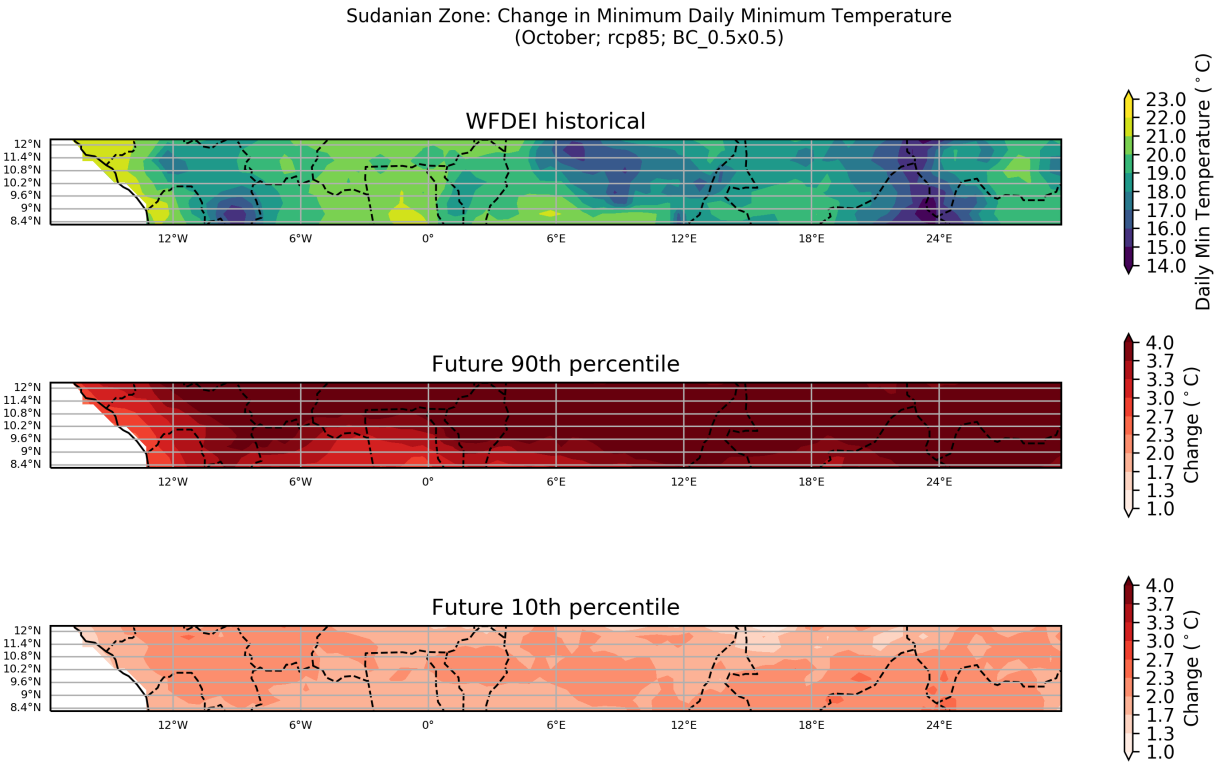 Sudanian Zone: Change in Minimum Daily Minimum Temperature
(October; rcp85; BC_0.5x0.5)
WFDEI historical
12°N
11.4°N
10.8°N
10.2°N
9.6°N
9°N
8.4°N
12°W 6°W 0° 6°E 12°E 18°E 24°E
23.0
22.0
21.0
20.0
19.0
18.0
17.0
16.0
15.0
14.0
Daily Min Temperature (°C)
Future 90th percentile
12°N
11.4°N
10.8°N
10.2°N
9.6°N
9°N
8.4°N
12°W 6°W 0° 6°E 12°E 18°E 24°E
4.0
3.7
3.3
3.0
2.7
2.3
2.0
1.7
1.3
1.0
Change (°C)
Future 10th percentile
12°N
11.4°N
10.8°N
10.2°N
9.6°N
9°N
8.4°N
12°W 6°W 0° 6°E 12°E 18°E 24°E
4.0
3.7
3.3
3.0
2.7
2.3
2.0
1.7
1.3
1.0
Change (°C)